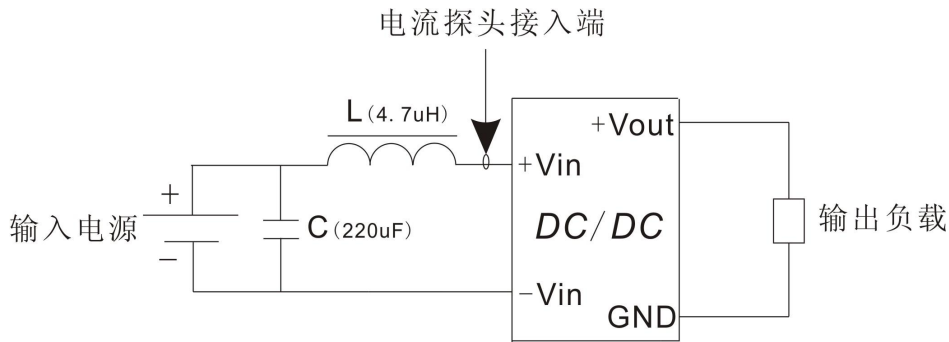 电流探头接入端
L(4.7uH)
+Vout
+Vin
+
输入电源
C(220uF)
DC/DC
输出负载
−
−Vin
GND